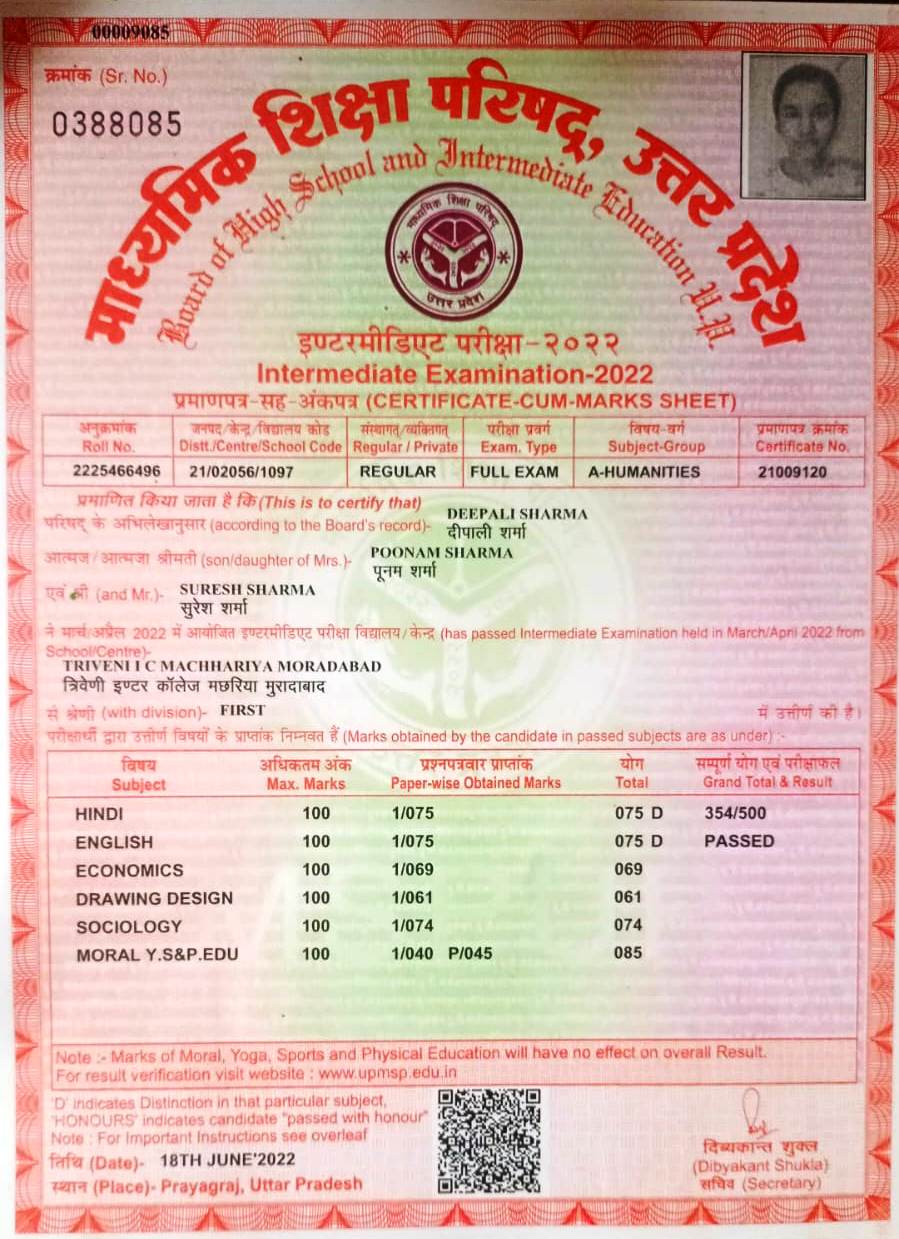 00009085
क्रमांक (Sr. No.)
0388085
माध्यमिक शिक्षा परिषद्, उत्तर प्रदेश
Board of High School and Intermediate Education U.P.
माध्यमिक शिक्षा परिषद्
उत्तर प्रदेश
इण्टरमीडिएट परीक्षा-२०२२
Intermediate Examination-2022
प्रमाणपत्र-सह-अंकपत्र (CERTIFICATE-CUM-MARKS SHEET)
अनुक्रमांक जनपद/केन्द्र/विद्यालय कोड संस्थागत/व्यक्तिगत परीक्षा प्रवर्ग विषय-वर्ग प्रमाणपत्र क्रमांक
Roll No. Distt./Centre/School Code Regular / Private Exam. Type Subject-Group Certificate No.
2225466496 21/02056/1097 REGULAR FULL EXAM A-HUMANITIES 21009120
प्रमाणित किया जाता है कि (This is to certify that)
DEEPALI SHARMA
परिषद के अभिलेखानुसार (according to the Board's record)- दीपाली शर्मा
POONAM SHARMA
आत्मज/आत्मजा श्रीमती (son/daughter of Mrs.)- पूनम शर्मा
एवं श्री (and Mr.)- SURESH SHARMA
सुरेश शर्मा
ने मार्च/अप्रैल 2022 में आयोजित इण्टरमीडिएट परीक्षा विद्यालय/केन्द्र (has passed Intermediate Examination held in March/April 2022 from
School/Centre)-
TRIVENI I C MACHHARIYA MORADABAD
त्रिवेणी इण्टर कॉलेज मछरिया मुरादाबाद
से श्रेणी (with division)- FIRST में उत्तीर्ण की है।
परीक्षार्थी द्वारा उत्तीर्ण विषयों के प्राप्तांक निम्नवत हैं (Marks obtained by the candidate in passed subjects are as under) :-
विषय अधिकतम अंक प्रश्नपत्रवार प्राप्तांक योग सम्पूर्ण योग एवं परीक्षाफल
Subject Max. Marks Paper-wise Obtained Marks Total Grand Total & Result
HINDI 100 1/075 075 D 354/500
ENGLISH 100 1/075 075 D PASSED
ECONOMICS 100 1/069 069
DRAWING DESIGN 100 1/061 061
SOCIOLOGY 100 1/074 074
MORAL Y.S&P.EDU 100 1/040 P/045 085
Note :- Marks of Moral, Yoga, Sports and Physical Education will have no effect on overall Result.
For result verification visit website : www.upmsp.edu.in
'D' indicates Distinction in that particular subject,
'HONOURS' indicates candidate "passed with honour"
Note : For Important Instructions see overleaf
तिथि (Date)- 18TH JUNE'2022
स्थान (Place)- Prayagraj, Uttar Pradesh
दिब्यकान्त शुक्ल
(Dibyakant Shukla)
सचिव (Secretary)